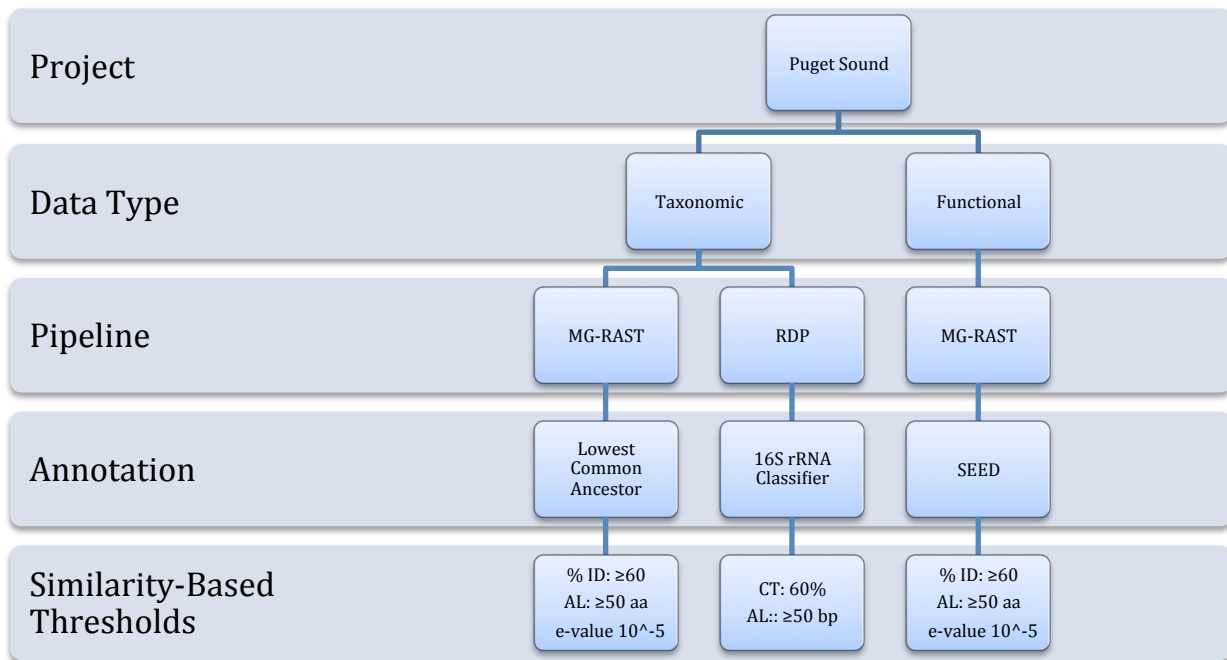 Project
Puget Sound
Data Type
Taxonomic
Functional
Pipeline
MG-RAST
RDP
MG-RAST
Annotation
Lowest
Common
Ancestor
16S rRNA
Classifier
SEED
Similarity-Based
Thresholds
% ID: ≥60
AL: ≥50 aa
e-value 10^-5
CT: 60%
AL:: ≥50 bp
% ID: ≥60
AL: ≥50 aa
e-value 10^-5